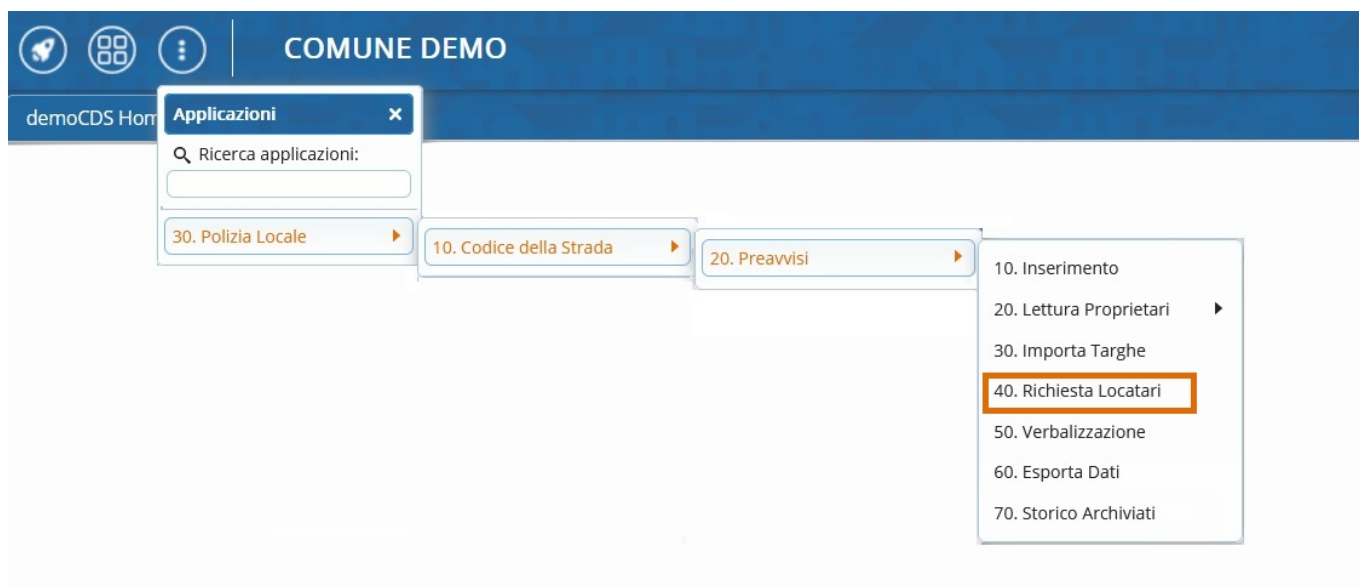 COMUNE DEMO
demoCDS Hom
Applicazioni ×
Ricerca applicazioni:
30. Polizia Locale
10. Codice della Strada
20. Preavvisi
10. Inserimento
20. Lettura Proprietari
30. Importa Targhe
40. Richiesta Locatari
50. Verbalizzazione
60. Esporta Dati
70. Storico Archiviati